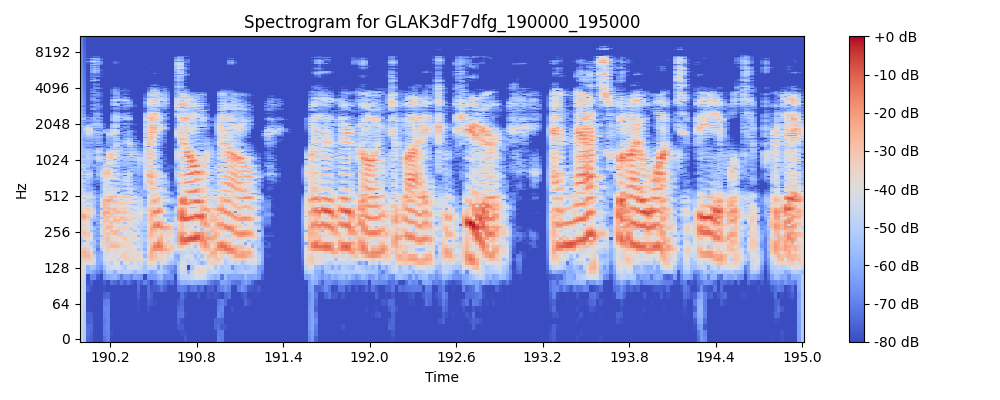 Spectrogram for GLAK3dF7dfg_190000_195000
8192
4096
2048
1024
512
256
128
64
0
Hz
190.2 190.8 191.4 192.0 192.6 193.2 193.8 194.4 195.0
Time
+0 dB
-10 dB
-20 dB
-30 dB
-40 dB
-50 dB
-60 dB
-70 dB
-80 dB